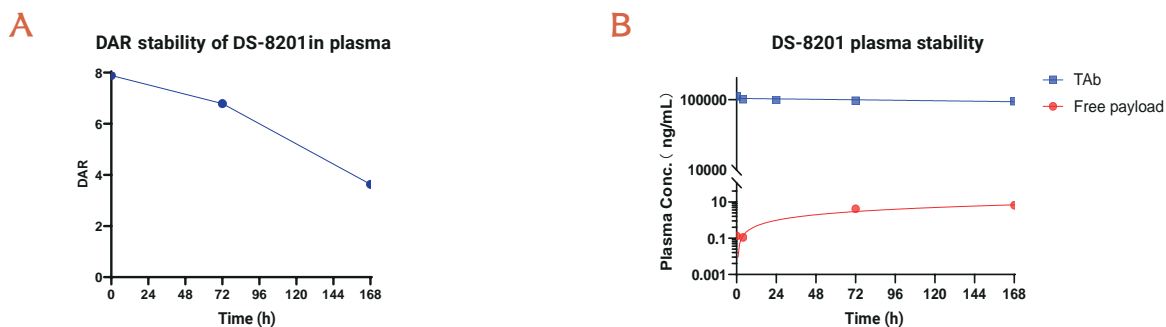 A
DAR stability of DS-8201in plasma
8
6
4
2
0
DAR
0 24 48 72 96 120 144 168
Time (h)
B
DS-8201 plasma stability
100000
10000
10
0.1
0.001
Plasma Conc.( ng/mL)
0 24 48 72 96 120 144 168
Time (h)
TAb
Free payload